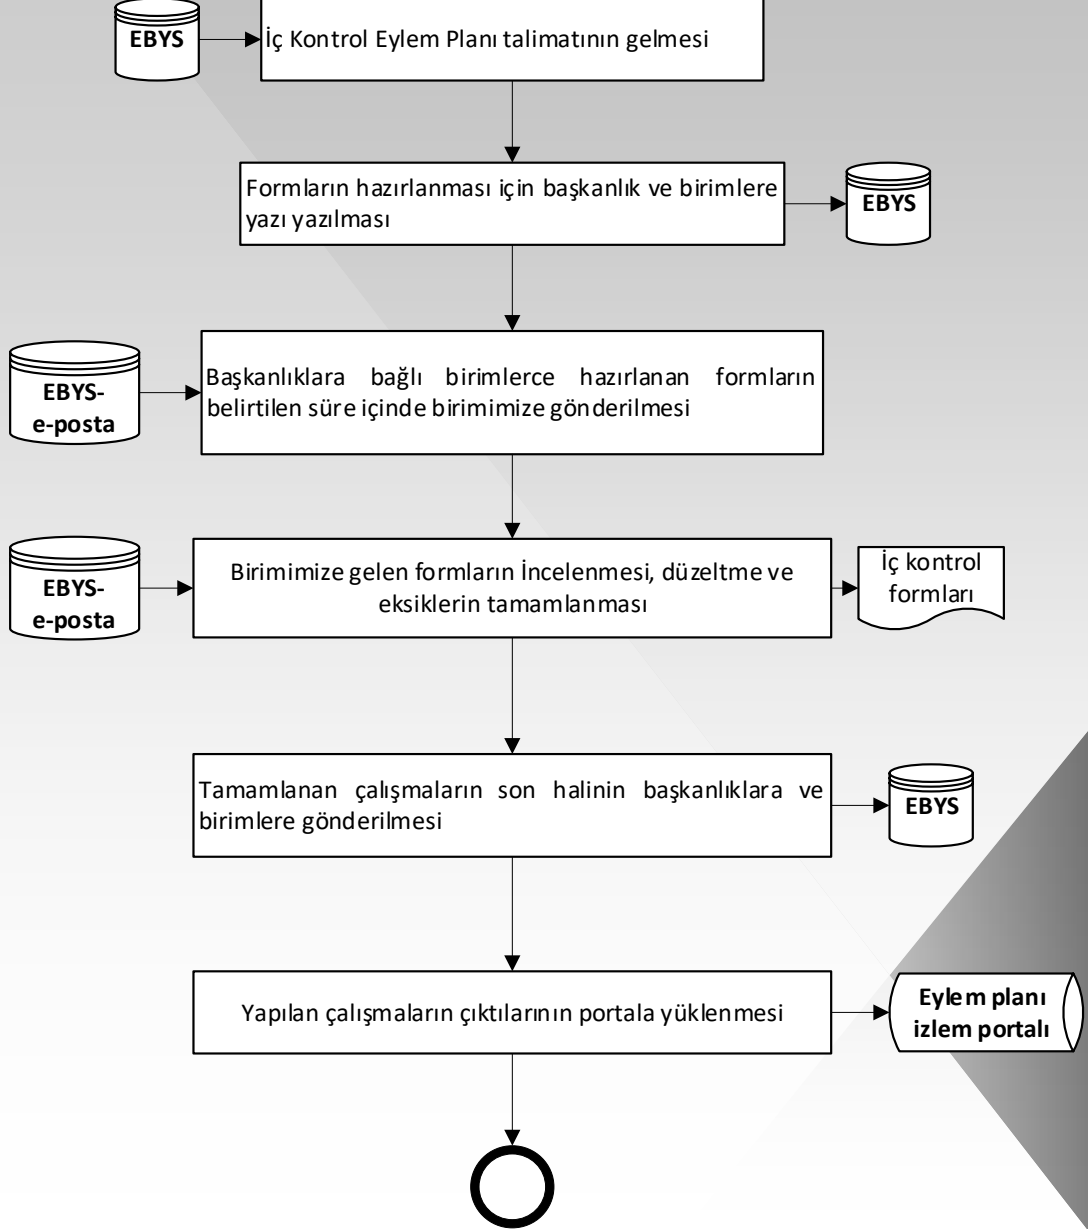 EBYS
İç Kontrol Eylem Planı talimatının gelmesi
Formların hazırlanması için başkanlık ve birimlere
yazı yazılması
EBYS
EBYS-
e-posta
Başkanlıklara bağlı birimlerce hazırlanan formların
belirtilen süre içinde birimimize gönderilmesi
EBYS-
e-posta
Birimimize gelen formların İncelenmesi, düzeltme ve
eksiklerin tamamlanması
İç kontrol
formları
Tamamlanan çalışmaların son halinin başkanlıklara ve
birimlere gönderilmesi
EBYS
Yapılan çalışmaların çıktılarının portala yüklenmesi
Eylem planı
izlem portalı